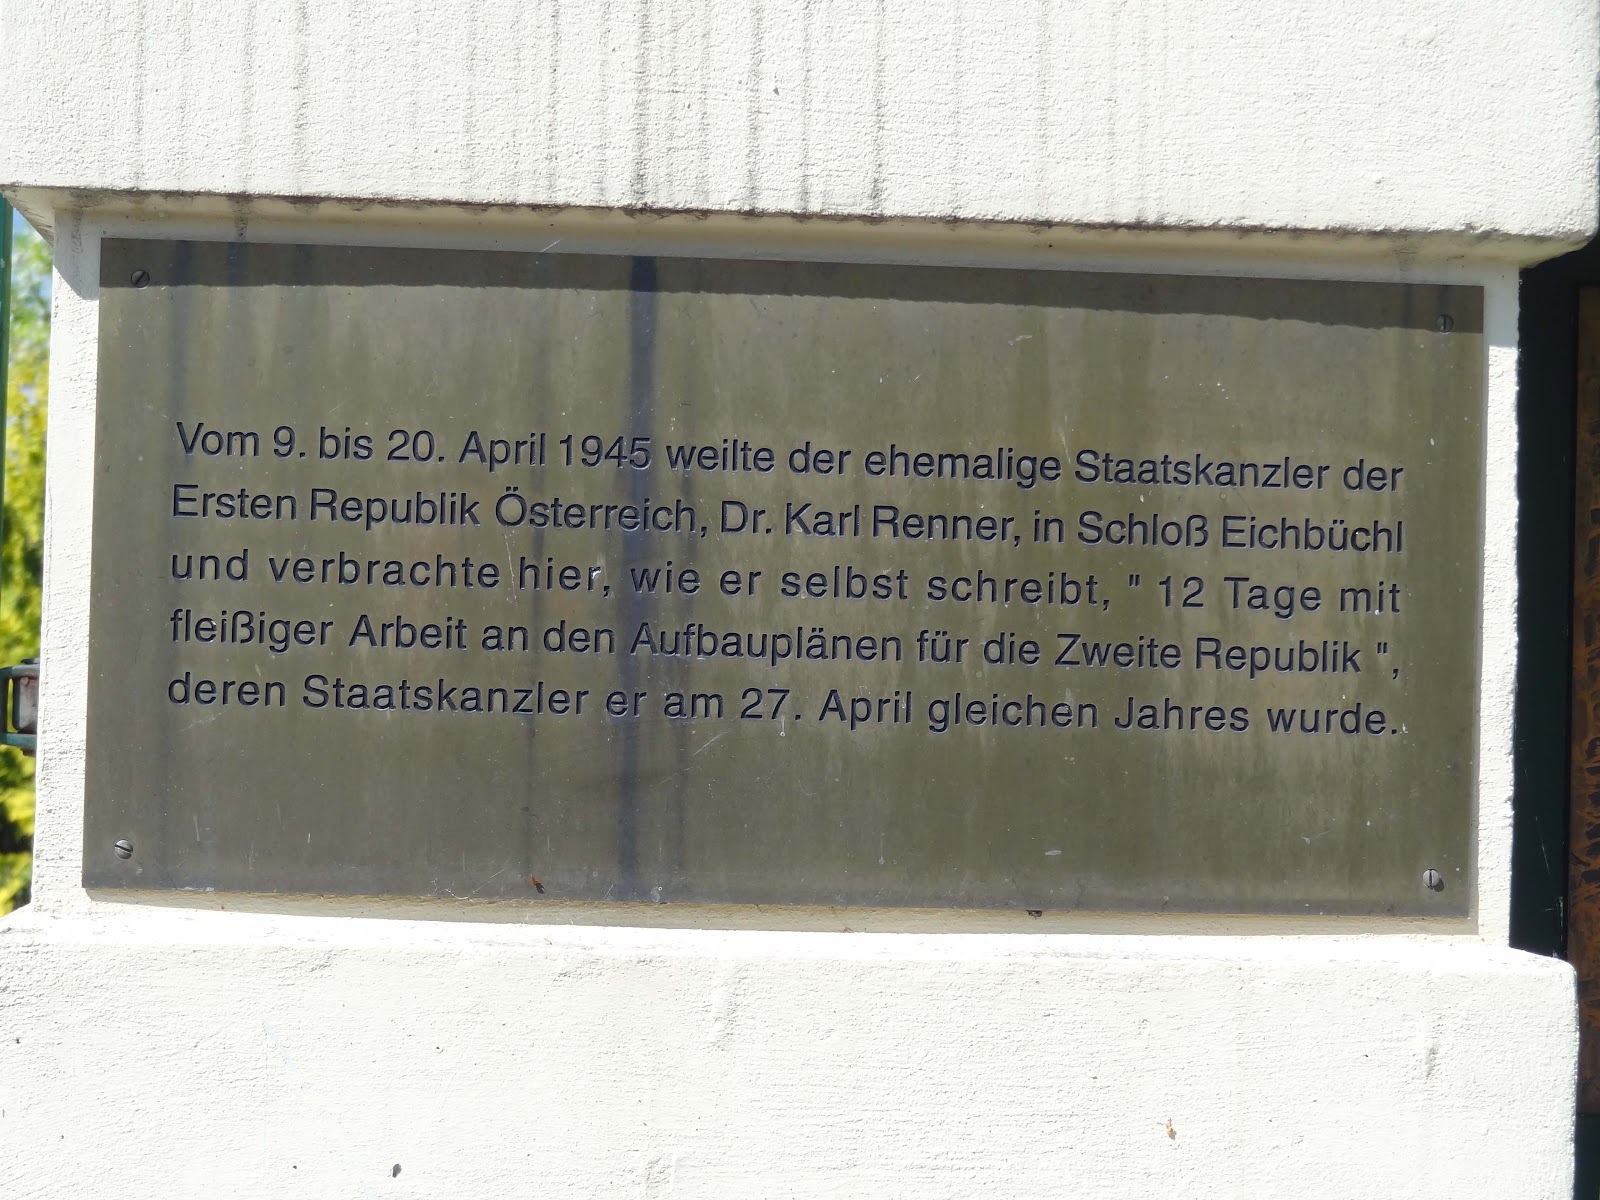 Vom 9. bis 20. April 1945 weilte der ehemalige Staatskanzler der
Ersten Republik Österreich, Dr. Karl Renner, in Schloß Eichbüchl
und verbrachte hier, wie er selbst schreibt, " 12 Tage mit
fleißiger Arbeit an den Aufbauplänen für die Zweite Republik ",
deren Staatskanzler er am 27. April gleichen Jahres wurde.